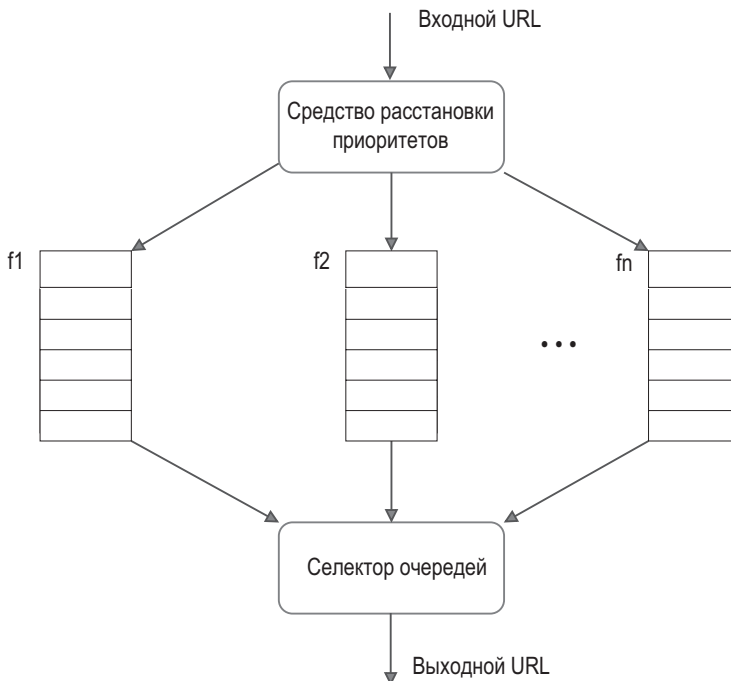 Входной URL
Средство расстановки
приоритетов
f1
f2
fn
...
Селектор очередей
Выходной URL